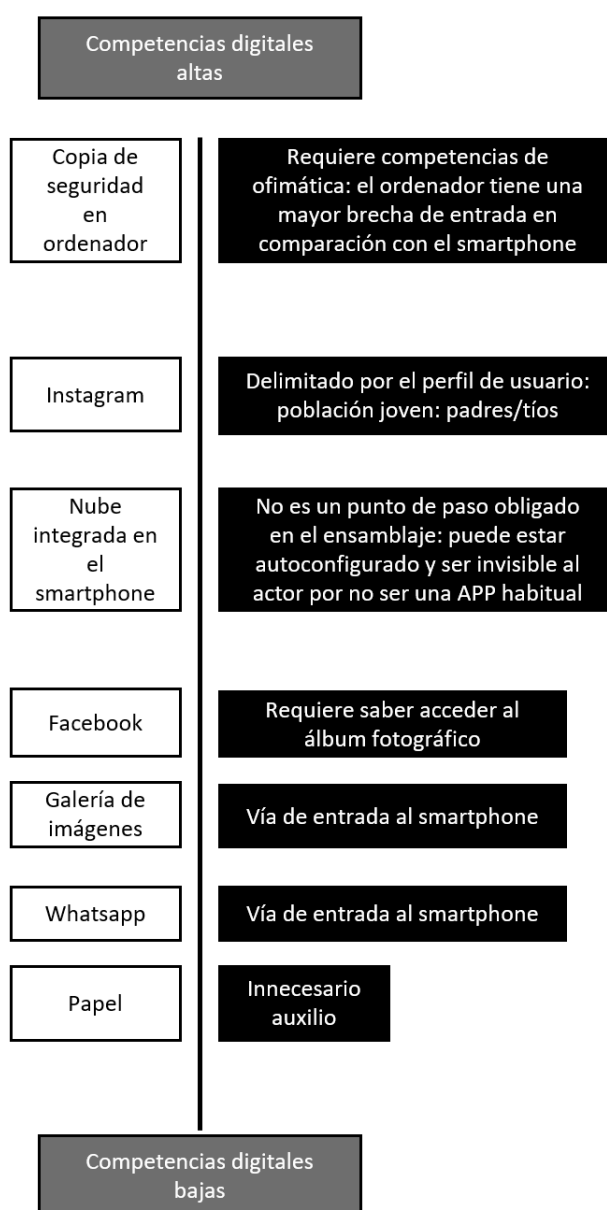 Competencias digitales
altas
Copia de
seguridad
en
ordenador
Requiere competencias de
ofimática: el ordenador tiene una
mayor brecha de entrada en
comparación con el smartphone
Instagram
Delimitado por el perfil de usuario:
población joven: padres/tíos
Nube
integrada en
el
smartphone
No es un punto de paso obligado
en el ensamblaje: puede estar
autoconfigurado y ser invisible al
actor por no ser una APP habitual
Facebook
Requiere saber acceder al
álbum fotográfico
Galería de
imágenes
Vía de entrada al smartphone
Whatsapp
Vía de entrada al smartphone
Papel
Innecesario
auxilio
Competencias digitales
bajas